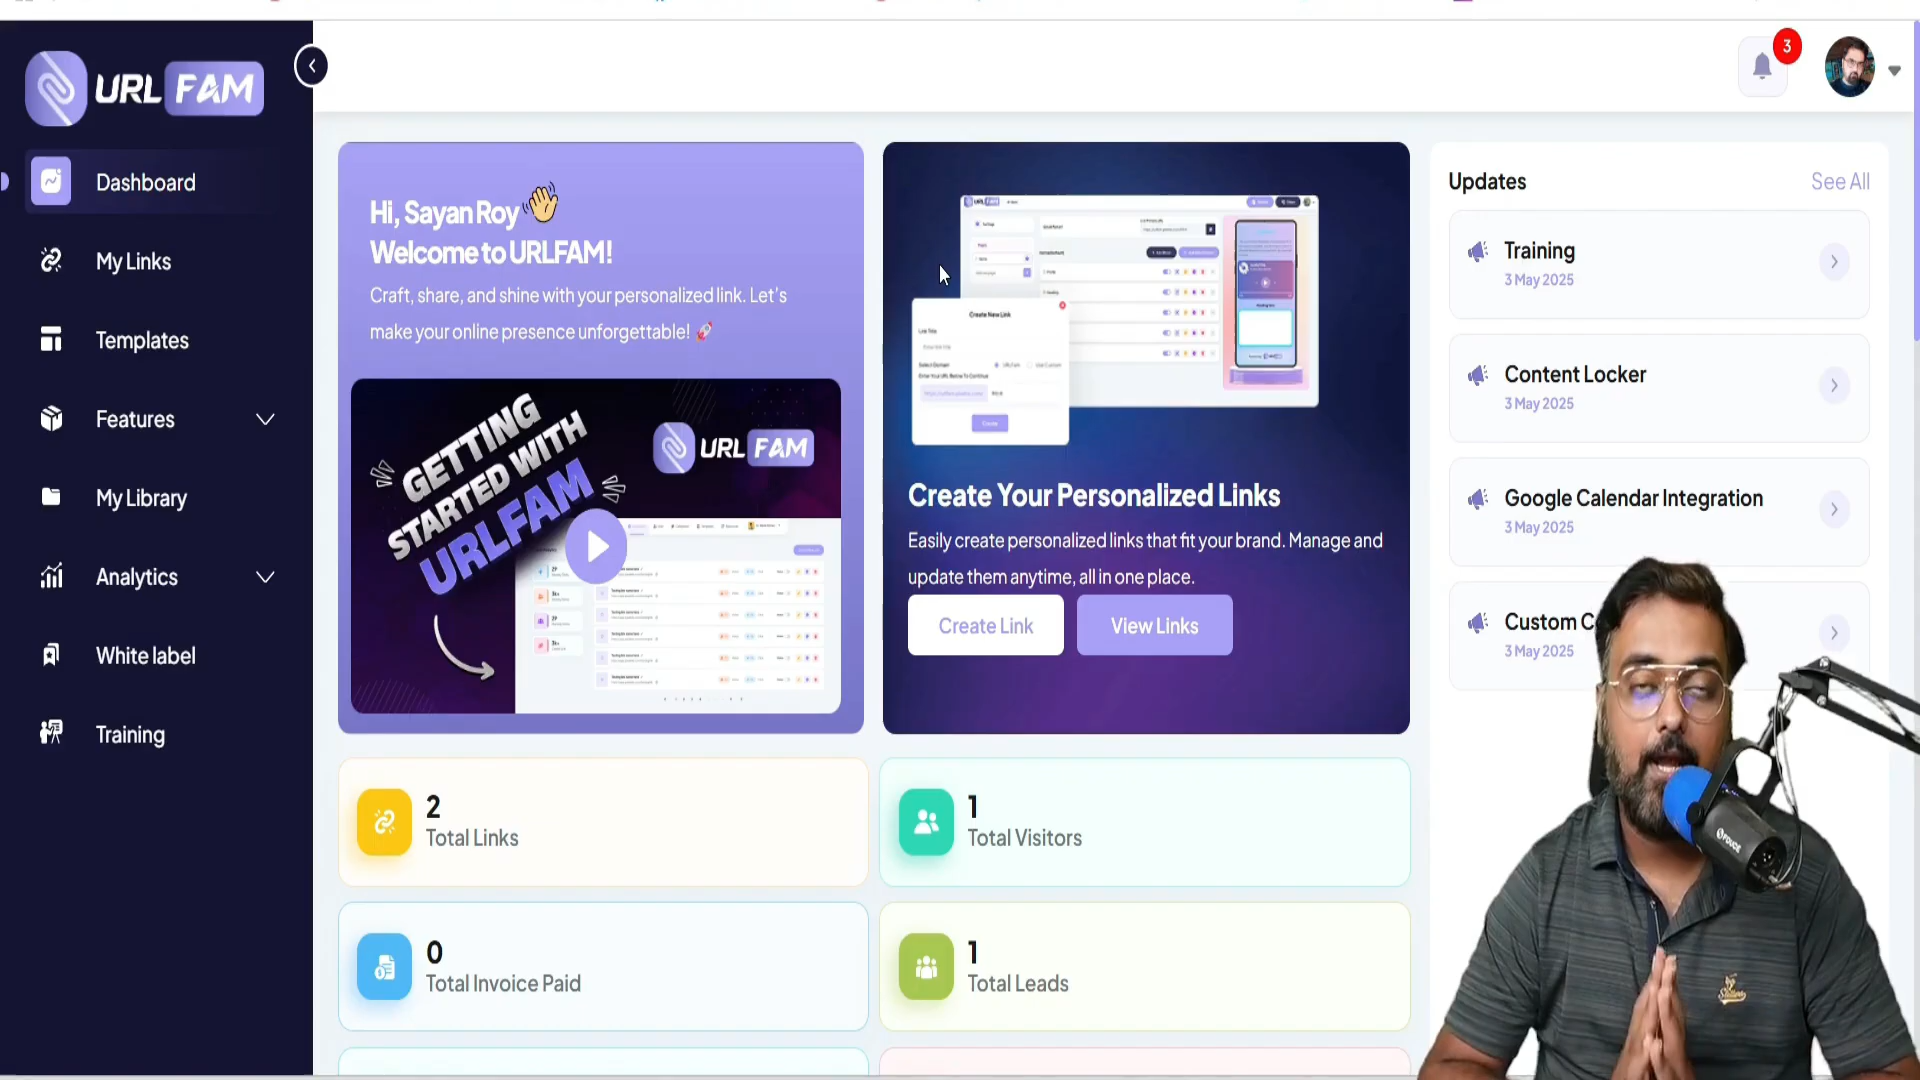 URL FAM
Dashboard
My Links
Templates
Features
My Library
Analytics
White label
Training
3
Hi, Sayan Roy
Welcome to URLFAM!
Craft, share, and shine with your personalized link. Let's
make your online presence unforgettable!
GETTING
STARTED WITH
URLFAM
URL FAM
Create New Link
Create Your Personalized Links
Easily create personalized links that fit your brand. Manage and
update them anytime, all in one place.
Create Link
View Links
Updates
See All
Training
3 May 2025
Content Locker
3 May 2025
Google Calendar Integration
3 May 2025
Custom C
3 May 2025
2
Total Links
1
Total Visitors
0
Total Invoice Paid
1
Total Leads